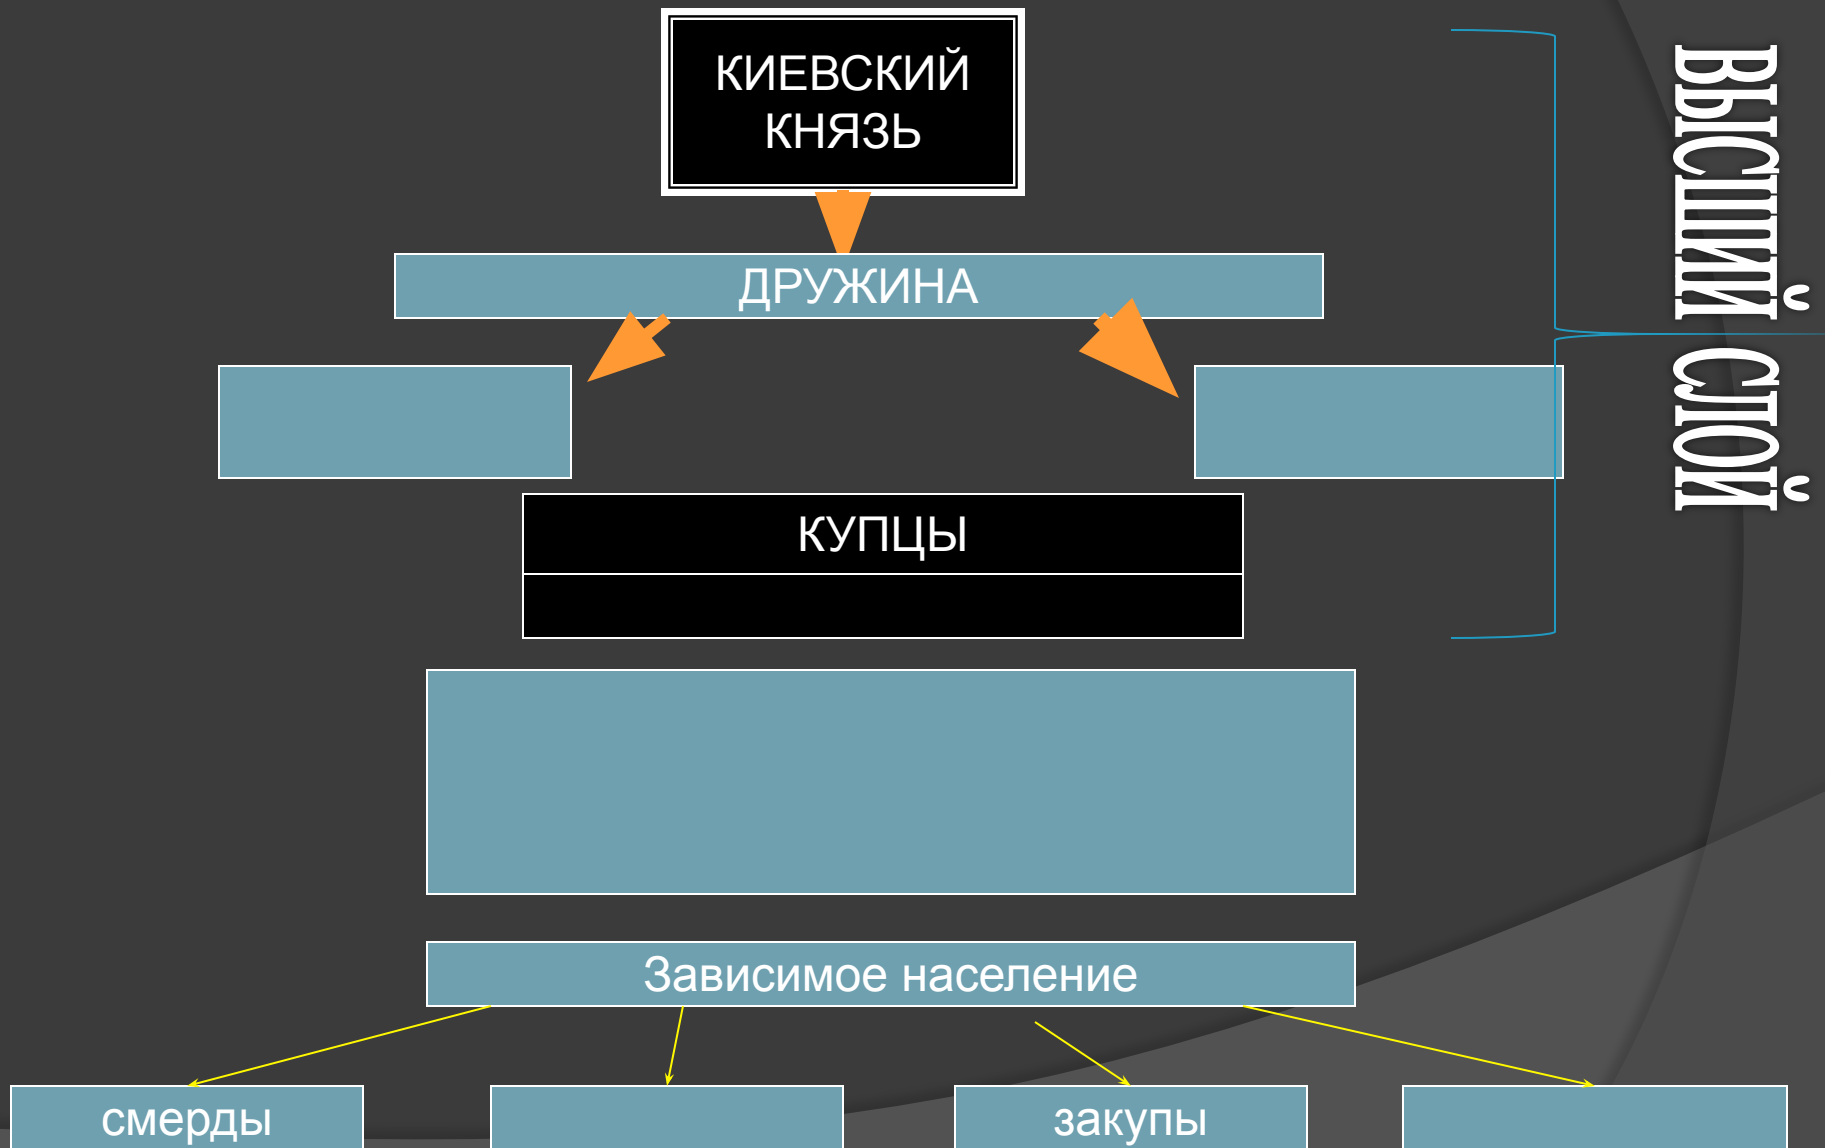 КИЕВСКИЙ
КНЯЗЬ
ДРУЖИНА
ВЫСШИЙ СЛОЙ
КУПЦЫ
Зависимое население
смерды
закупы